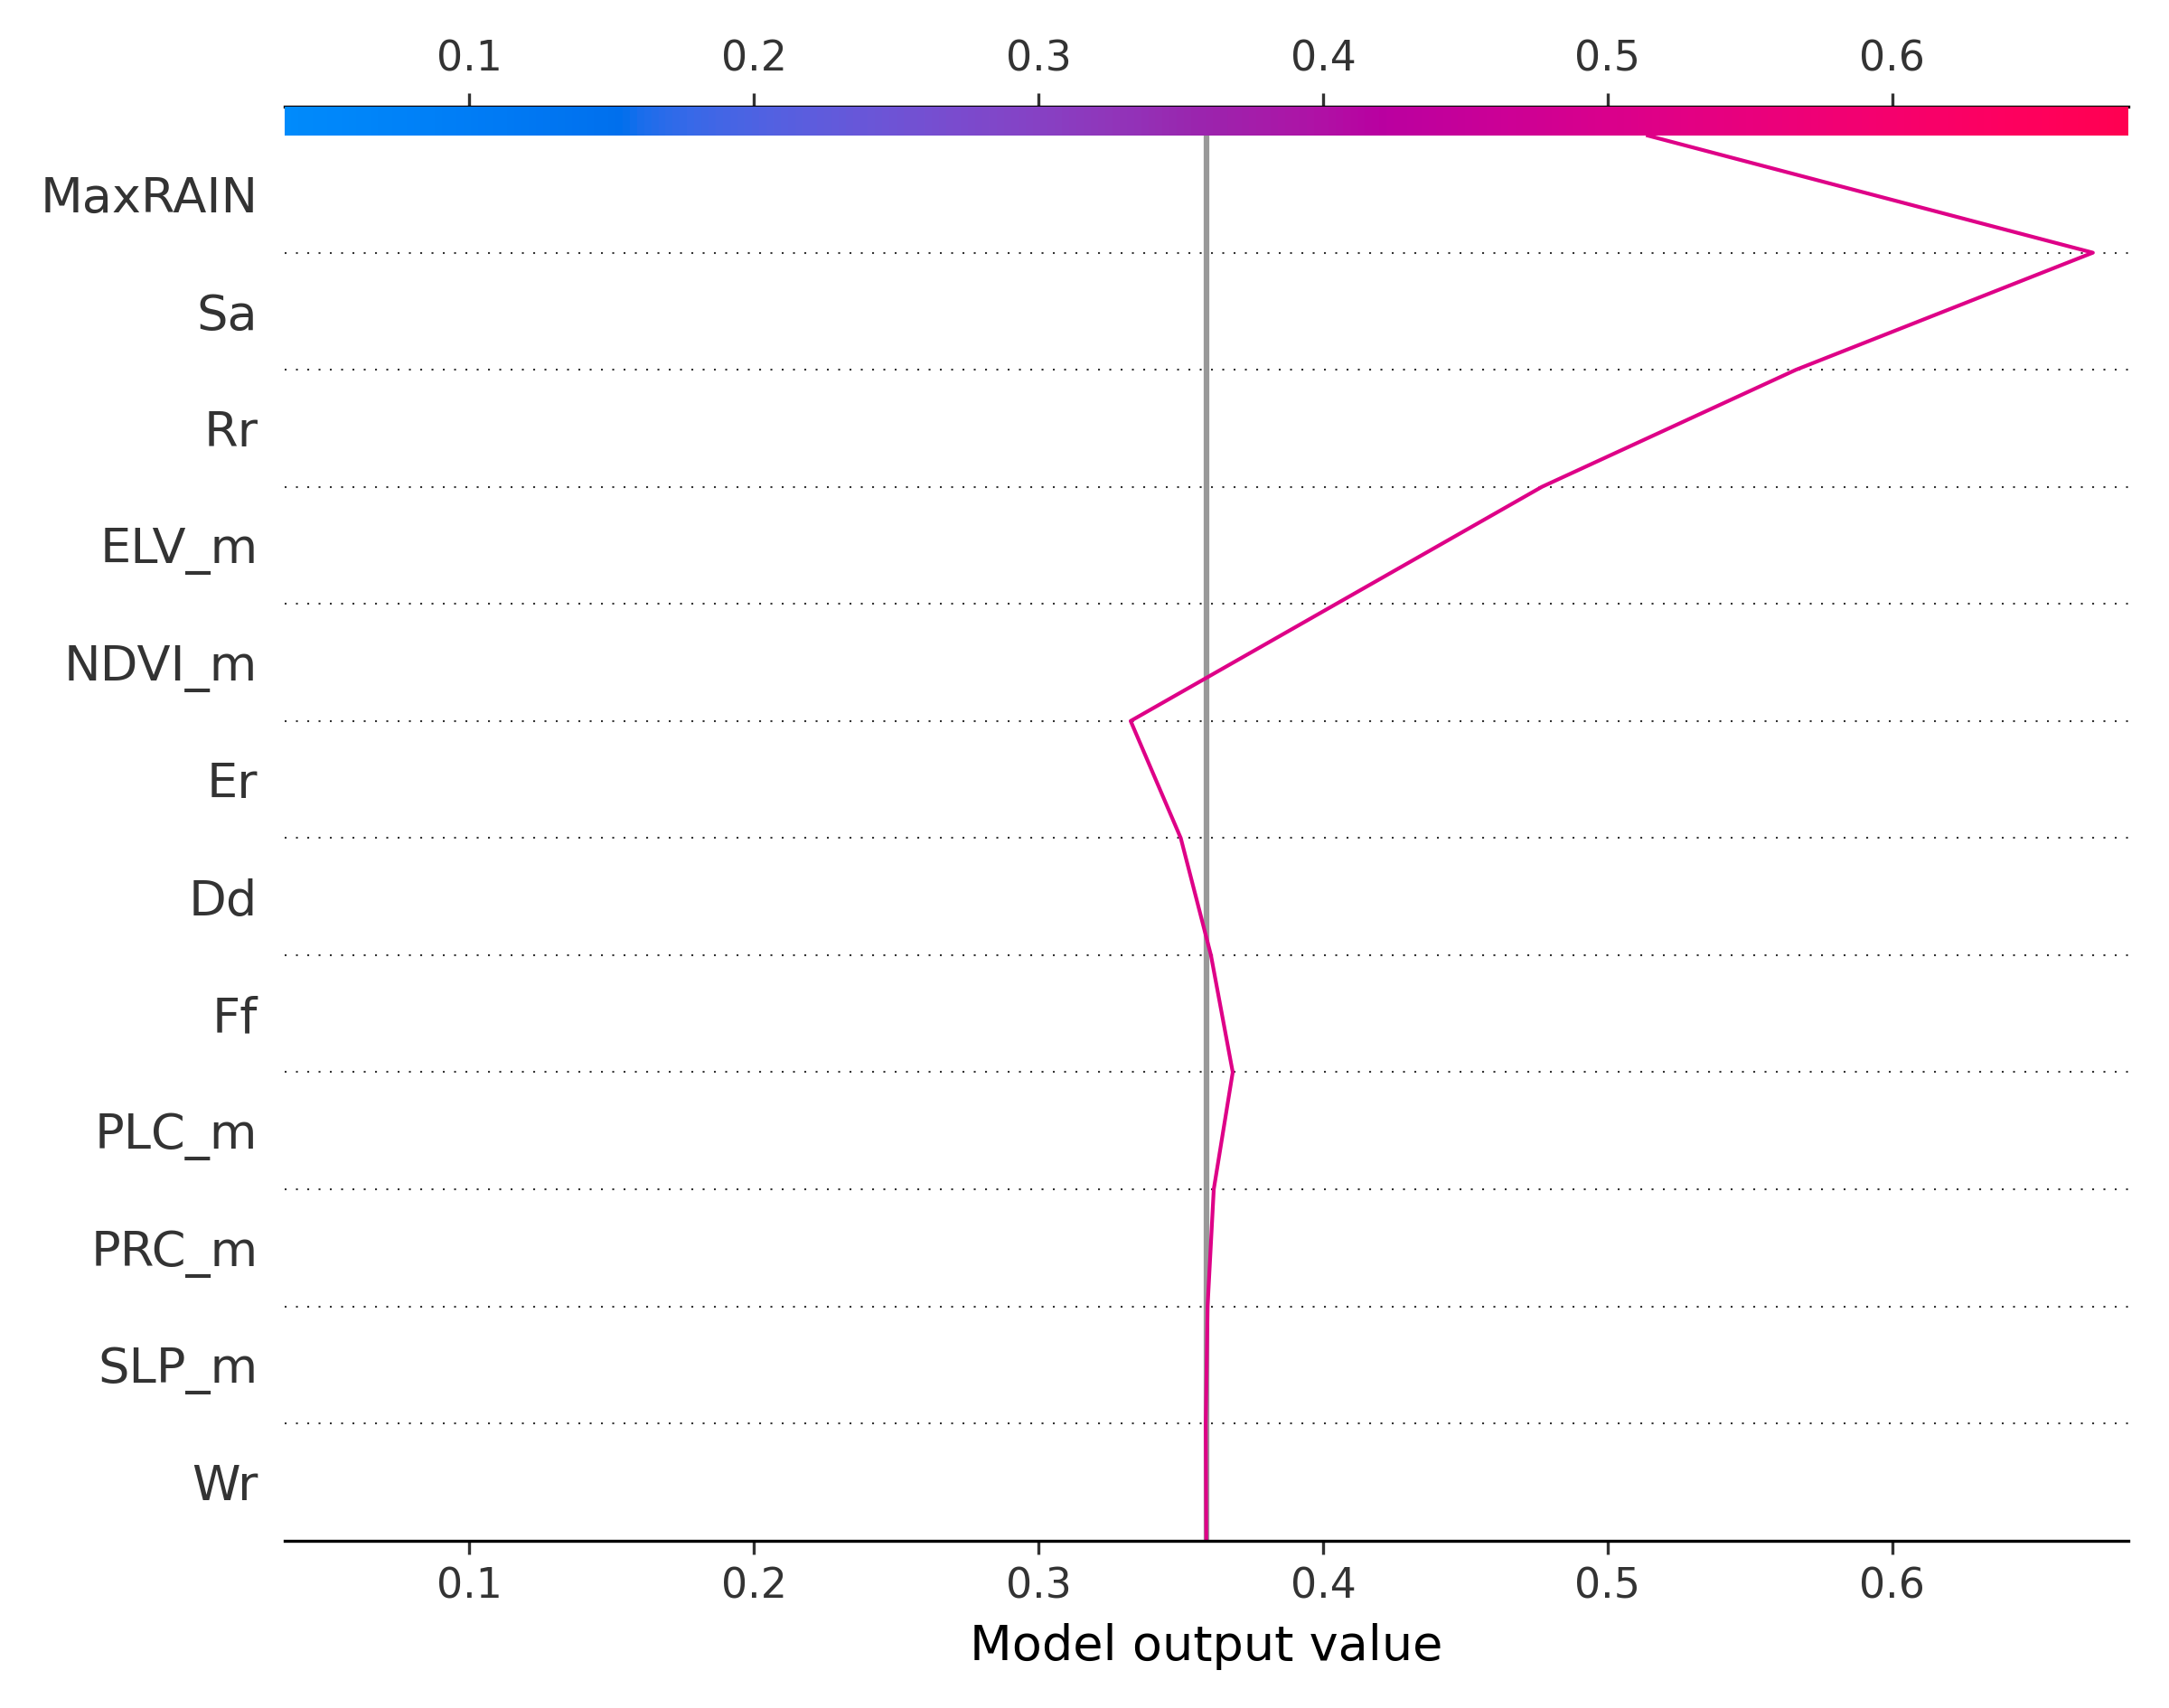 0.1 0.2 0.3 0.4 0.5 0.6
MaxRAIN
Sa
Rr
ELV_m
NDVI_m
Er
Dd
Ff
PLC_m
PRC_m
SLP_m
Wr
0.1 0.2 0.3 0.4 0.5 0.6
Model output value